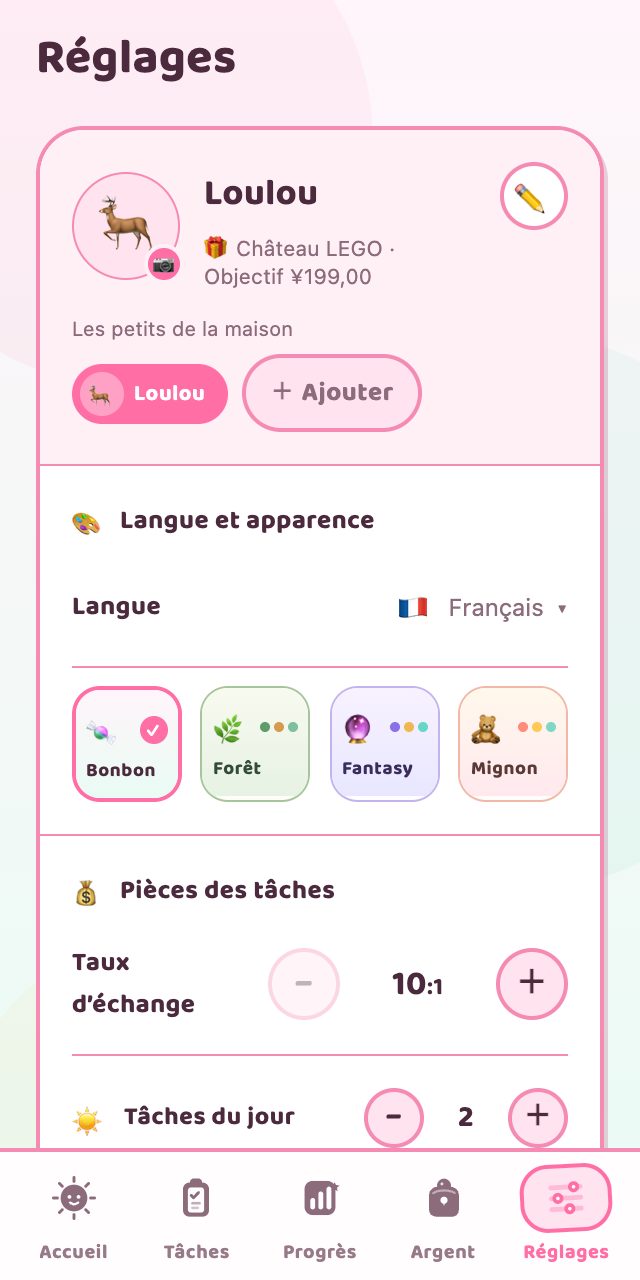 Réglages
Loulou
Château LEGO ·
Objectif ¥199,00
Les petits de la maison
Loulou
+ Ajouter
Langue et apparence
Langue
Français
Bonbon
Forêt
Fantasy
Mignon
Pièces des tâches
Taux
d'échange
- 10:1 +
Tâches du jour
- 2 +
Accueil
Tâches
Progrès
Argent
Réglages